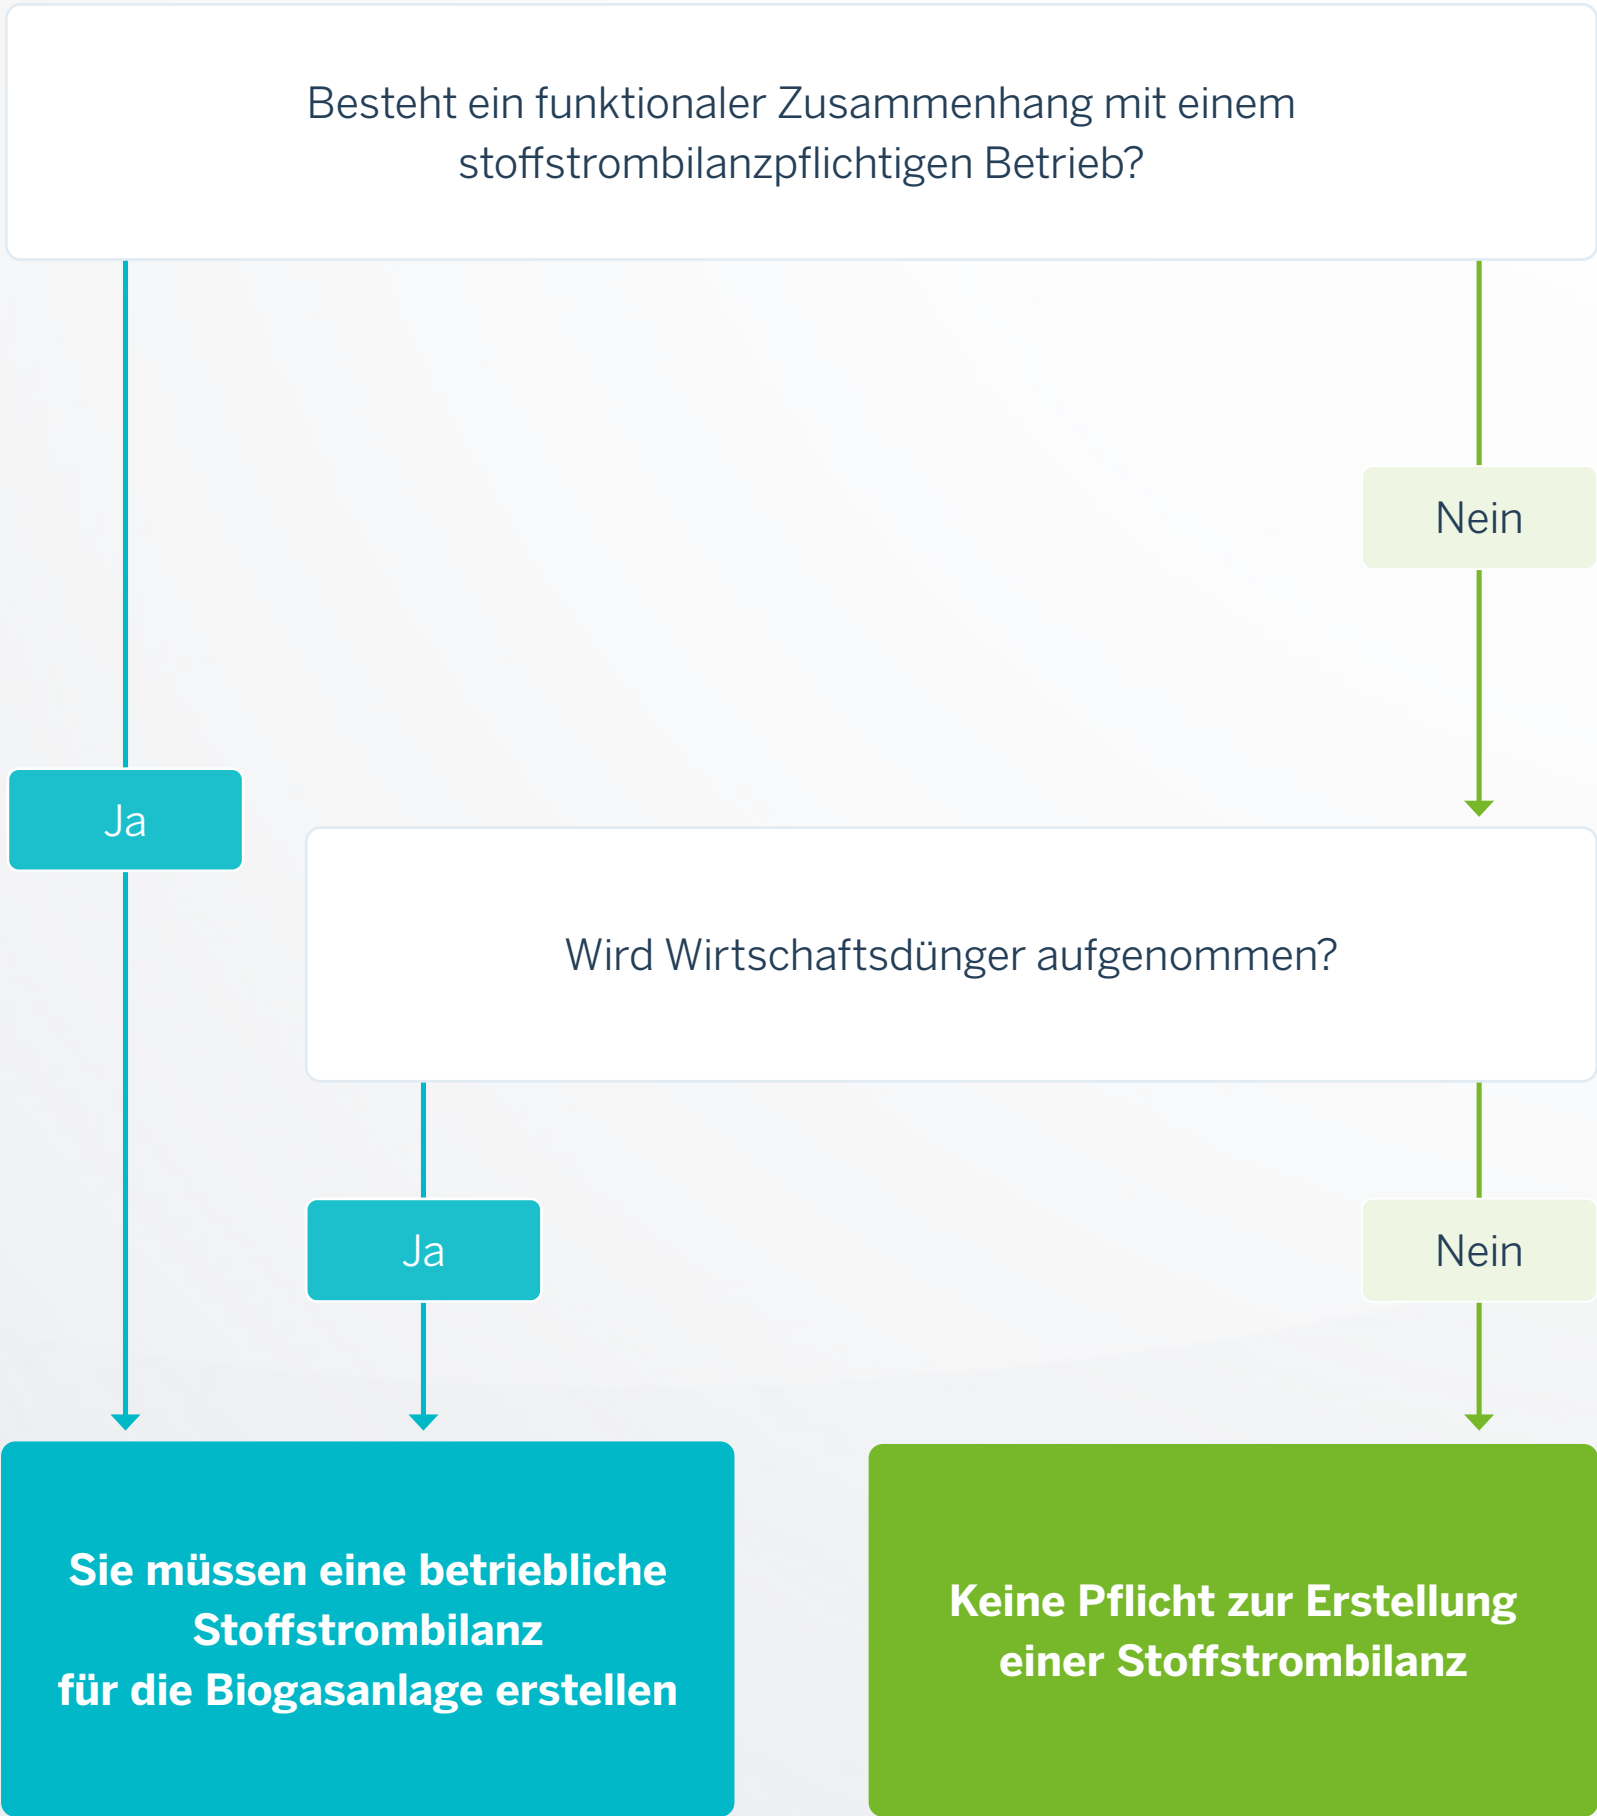 Besteht ein funktionaler Zusammenhang mit einem
stoffstrombilanzpflichtigen Betrieb?
Nein
Ja
Wird Wirtschaftsdünger aufgenommen?
Ja
Nein
Sie müssen eine betriebliche
Stoffstrombilanz
für die Biogasanlage erstellen
Keine Pflicht zur Erstellung
einer Stoffstrombilanz